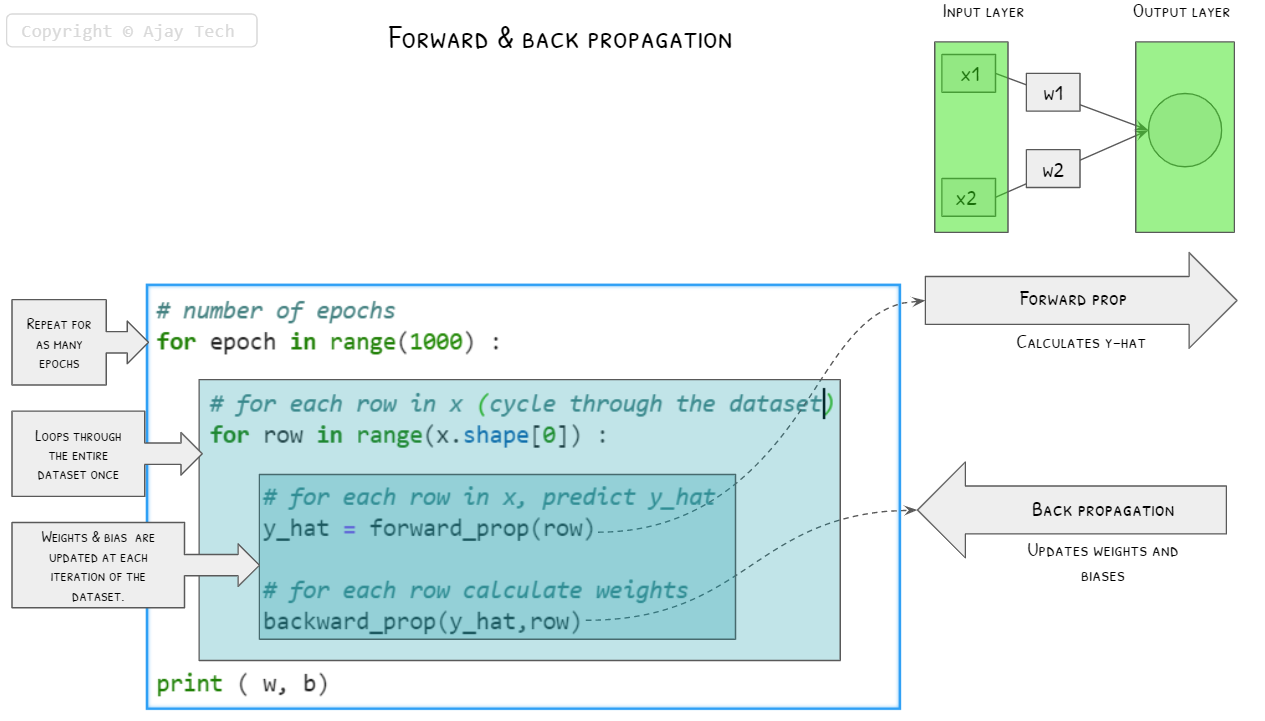 Copyright © Ajay Tech
Forward & back propagation
Input layer
Output layer
x1
w1
w2
x2
Forward prop
Calculates y-hat
Back propagation
Updates weights and
biases
Repeat for
as many
epochs
Loops through
the entire
dataset once
Weights & bias are
updated at each
iteration of the
dataset.
# number of epochs
for epoch in range(1000) :
# for each row in x (cycle through the dataset)
for row in range(x.shape[0]) :
# for each row in x, predict y_hat
y_hat = forward_prop(row)
# for each row calculate weights
backward_prop(y_hat,row)
print ( w, b)